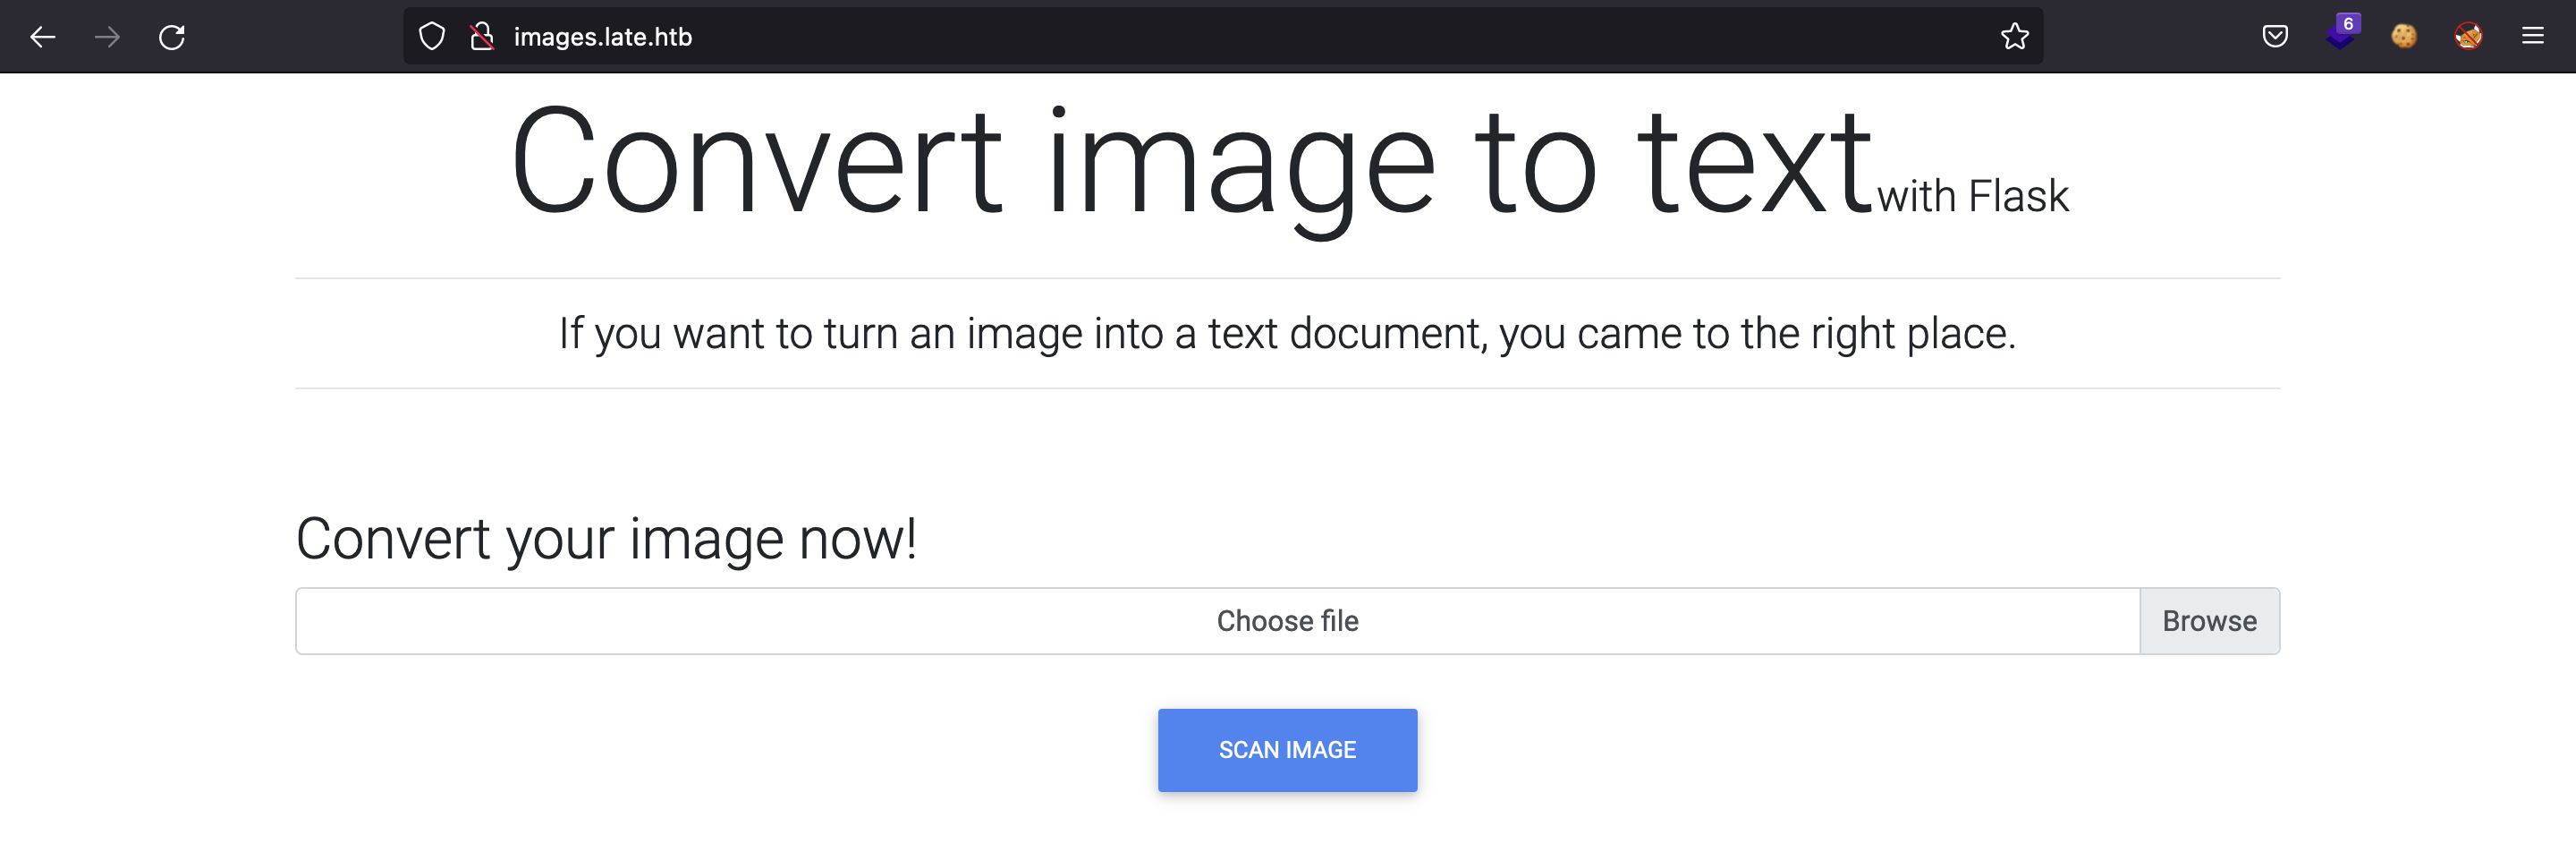 images.late.htb
6
Convert image to text with Flask
If you want to turn an image into a text document, you came to the right place.
Convert your image now!
Choose file
Browse
SCAN IMAGE